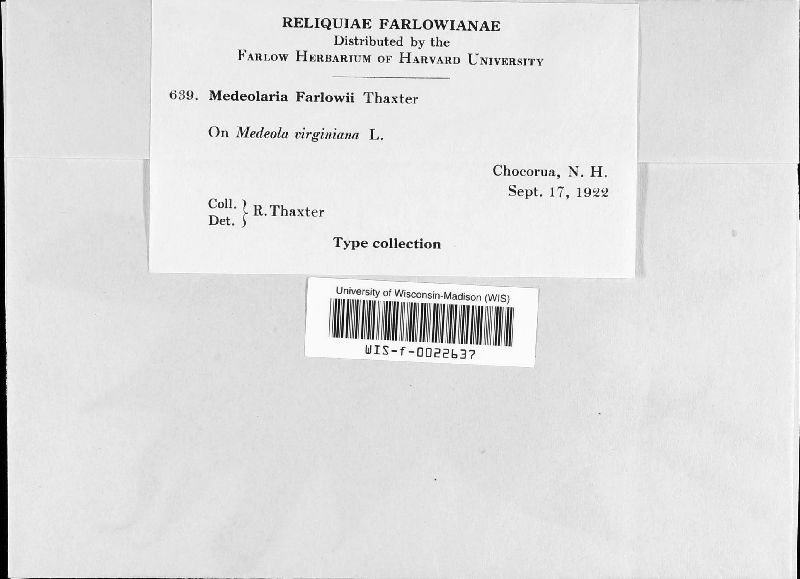 RELIQUIAE FARLOWIANAE
Distributed by the
FARLOW HERBARIUM OF HARVARD UNIVERSITY
639. Medeolaria Farlowii Thaxter
On Medeola virginiana L.
Chocorua, N. H.
Sept. 17, 1922
Coll. } R. Thaxter
Det.
Type collection
University of Wisconsin-Madison (WIS)
WIS-f-0022637